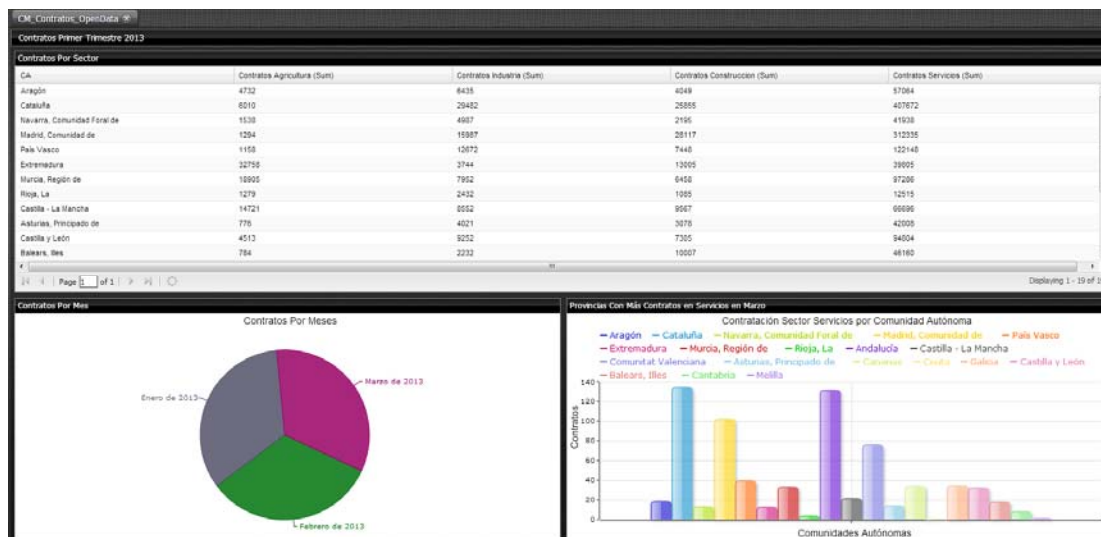 CM_Contratos_OpenData
Contratos Primer Trimestre 2013
Contratos Por Sector
CA Contratos Agricultura (Sum) Contratos Industria (Sum) Contratos Construccion (Sum) Contratos Servicios (Sum)
Aragón 4732 6435 4049 57064
Cataluña 6010 29482 25855 407672
Navarra, Comunidad Foral de 1538 4987 2195 41938
Madrid, Comunidad de 1294 15987 26117 312335
País Vasco 1158 12672 7448 122148
Extremadura 32758 3744 13005 39805
Murcia, Región de 18905 7952 6458 97286
Rioja, La 1279 2432 1085 12515
Castilla - La Mancha 14721 8552 9567 66696
Asturias, Principado de 776 4021 3078 42008
Castilla y León 4513 9252 7305 94804
Balears, Illes 784 2232 10007 46160
Page 1 of 1 Displaying 1 - 19 of 1
Contratos Por Mes
Contratos Por Meses
Marzo de 2013
Enero de 2013
Febrero de 2013
Provincias Con Más Contratos en Servicios en Marzo
Contratación Sector Servicios por Comunidad Autónoma
Aragón Cataluña Navarra, Comunidad Foral de Madrid, Comunidad de País Vasco
Extremadura Murcia, Región de Rioja, La Andalucía Castilla - La Mancha
Comunitat Valenciana Asturias, Principado de Canarias Ceuta Galicia Castilla y León
Balears, Illes Cantabria Melilla
140
120
100
80
60
40
20
0
Contratos
Comunidades Autónomas